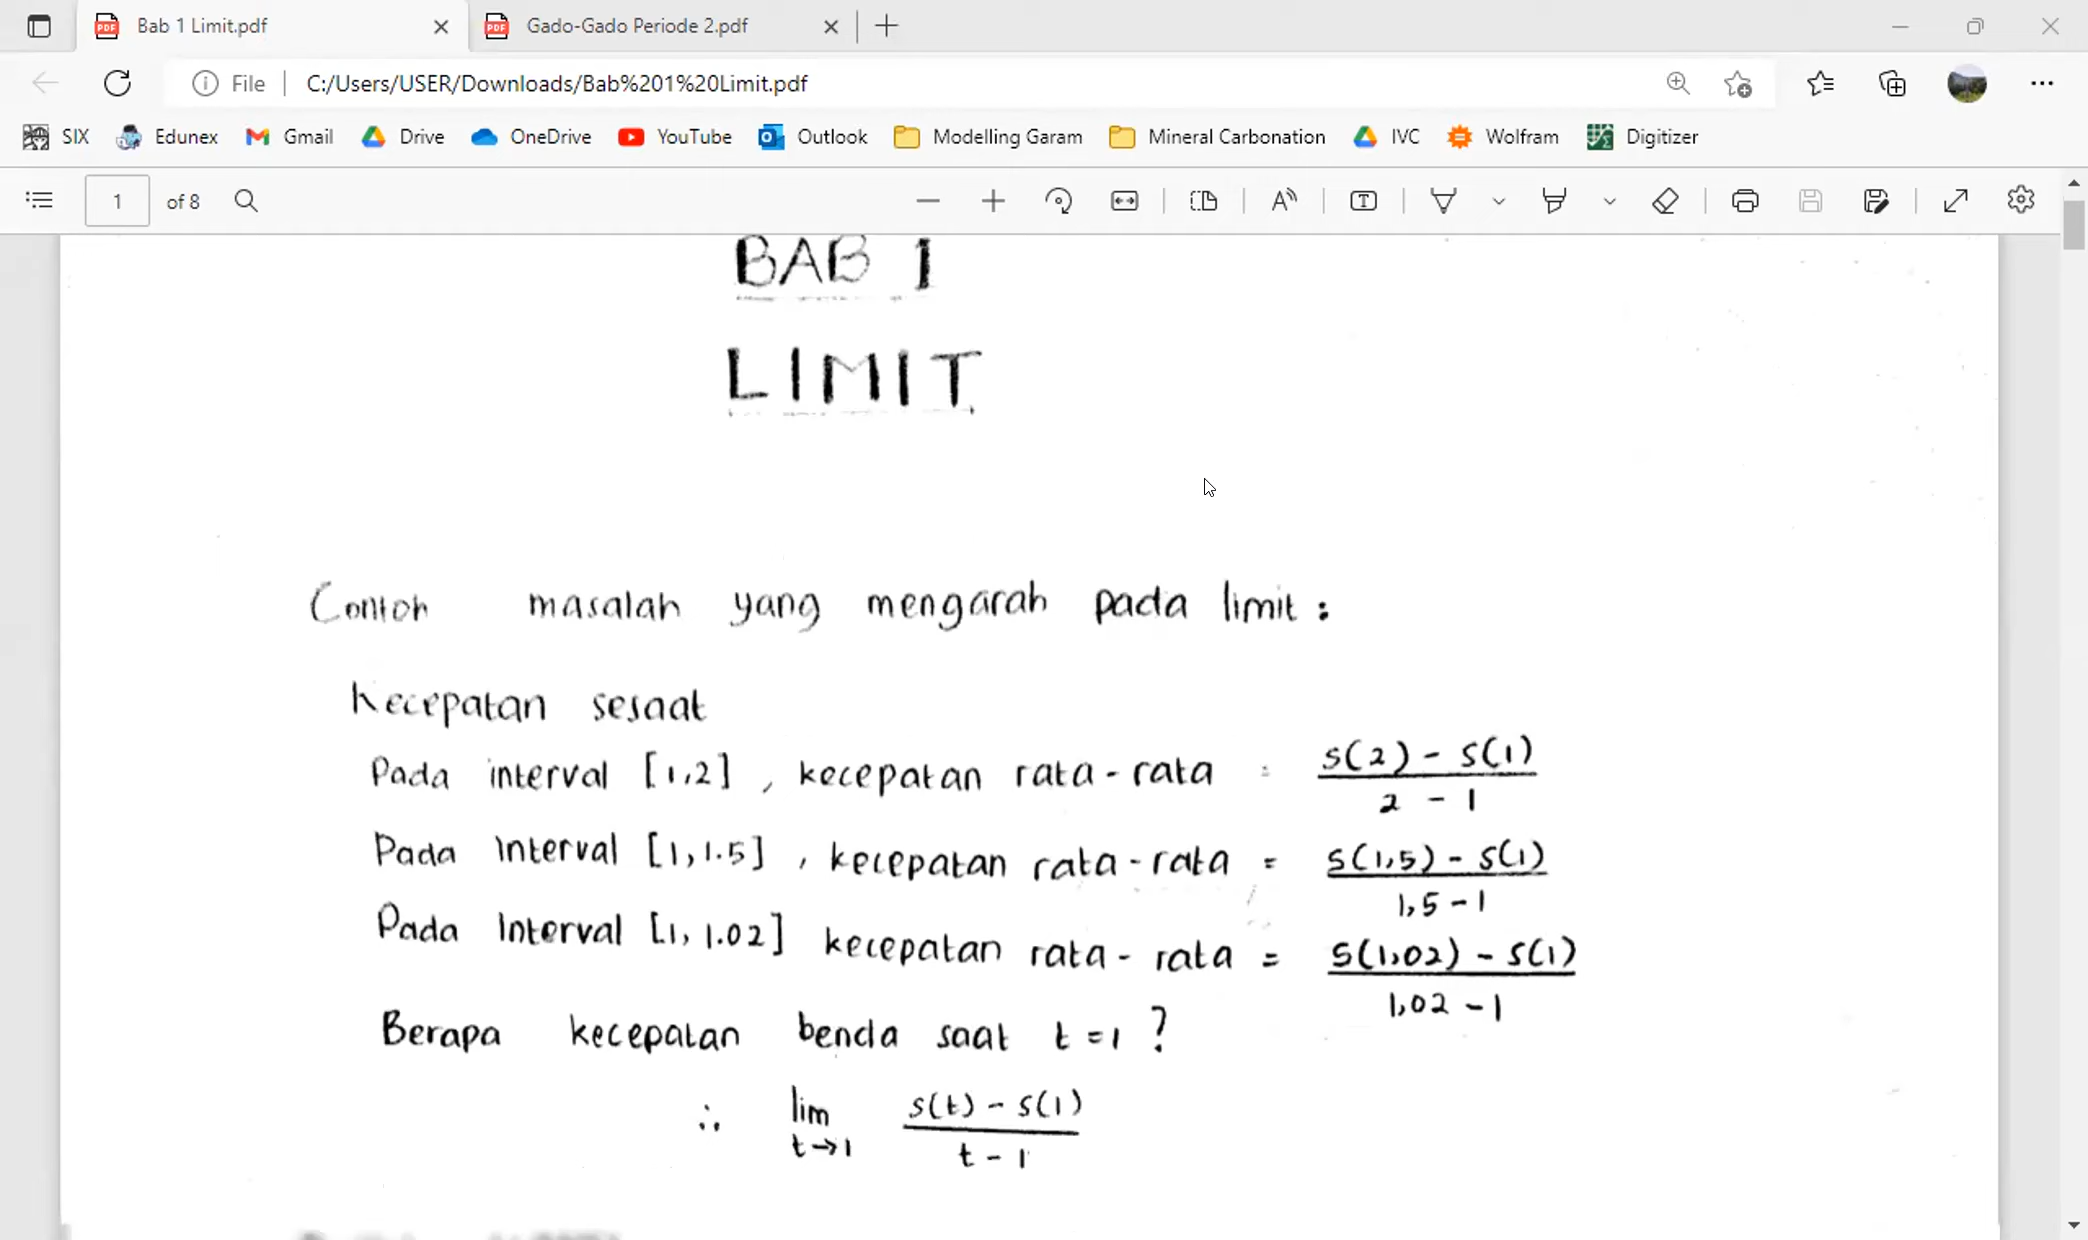 Bab 1 Limit.pdf
Gado-Gado Periode 2.pdf
File
C:/Users/USER/Downloads/Bab%201%20Limit.pdf
SIX Edunex Gmail Drive OneDrive YouTube Outlook Modelling Garam Mineral Carbonation IVC Wolfram Digitizer
1 of 8
BAB 1
LIMIT
Contoh masalah yang mengarah pada limit :
Kecepatan sesaat
Pada interval [1,2] , kecepatan rata-rata = s(2) - s(1) / 2 - 1
Pada interval [1,1.5] , kecepatan rata-rata = s(1,5) - s(1) / 1,5 - 1
Pada interval [1, 1.02] kecepatan rata-rata = s(1,02) - s(1) / 1,02 - 1
Berapa kecepatan benda saat t = 1 ?
∴ lim t→1 s(t) - s(1) / t - 1